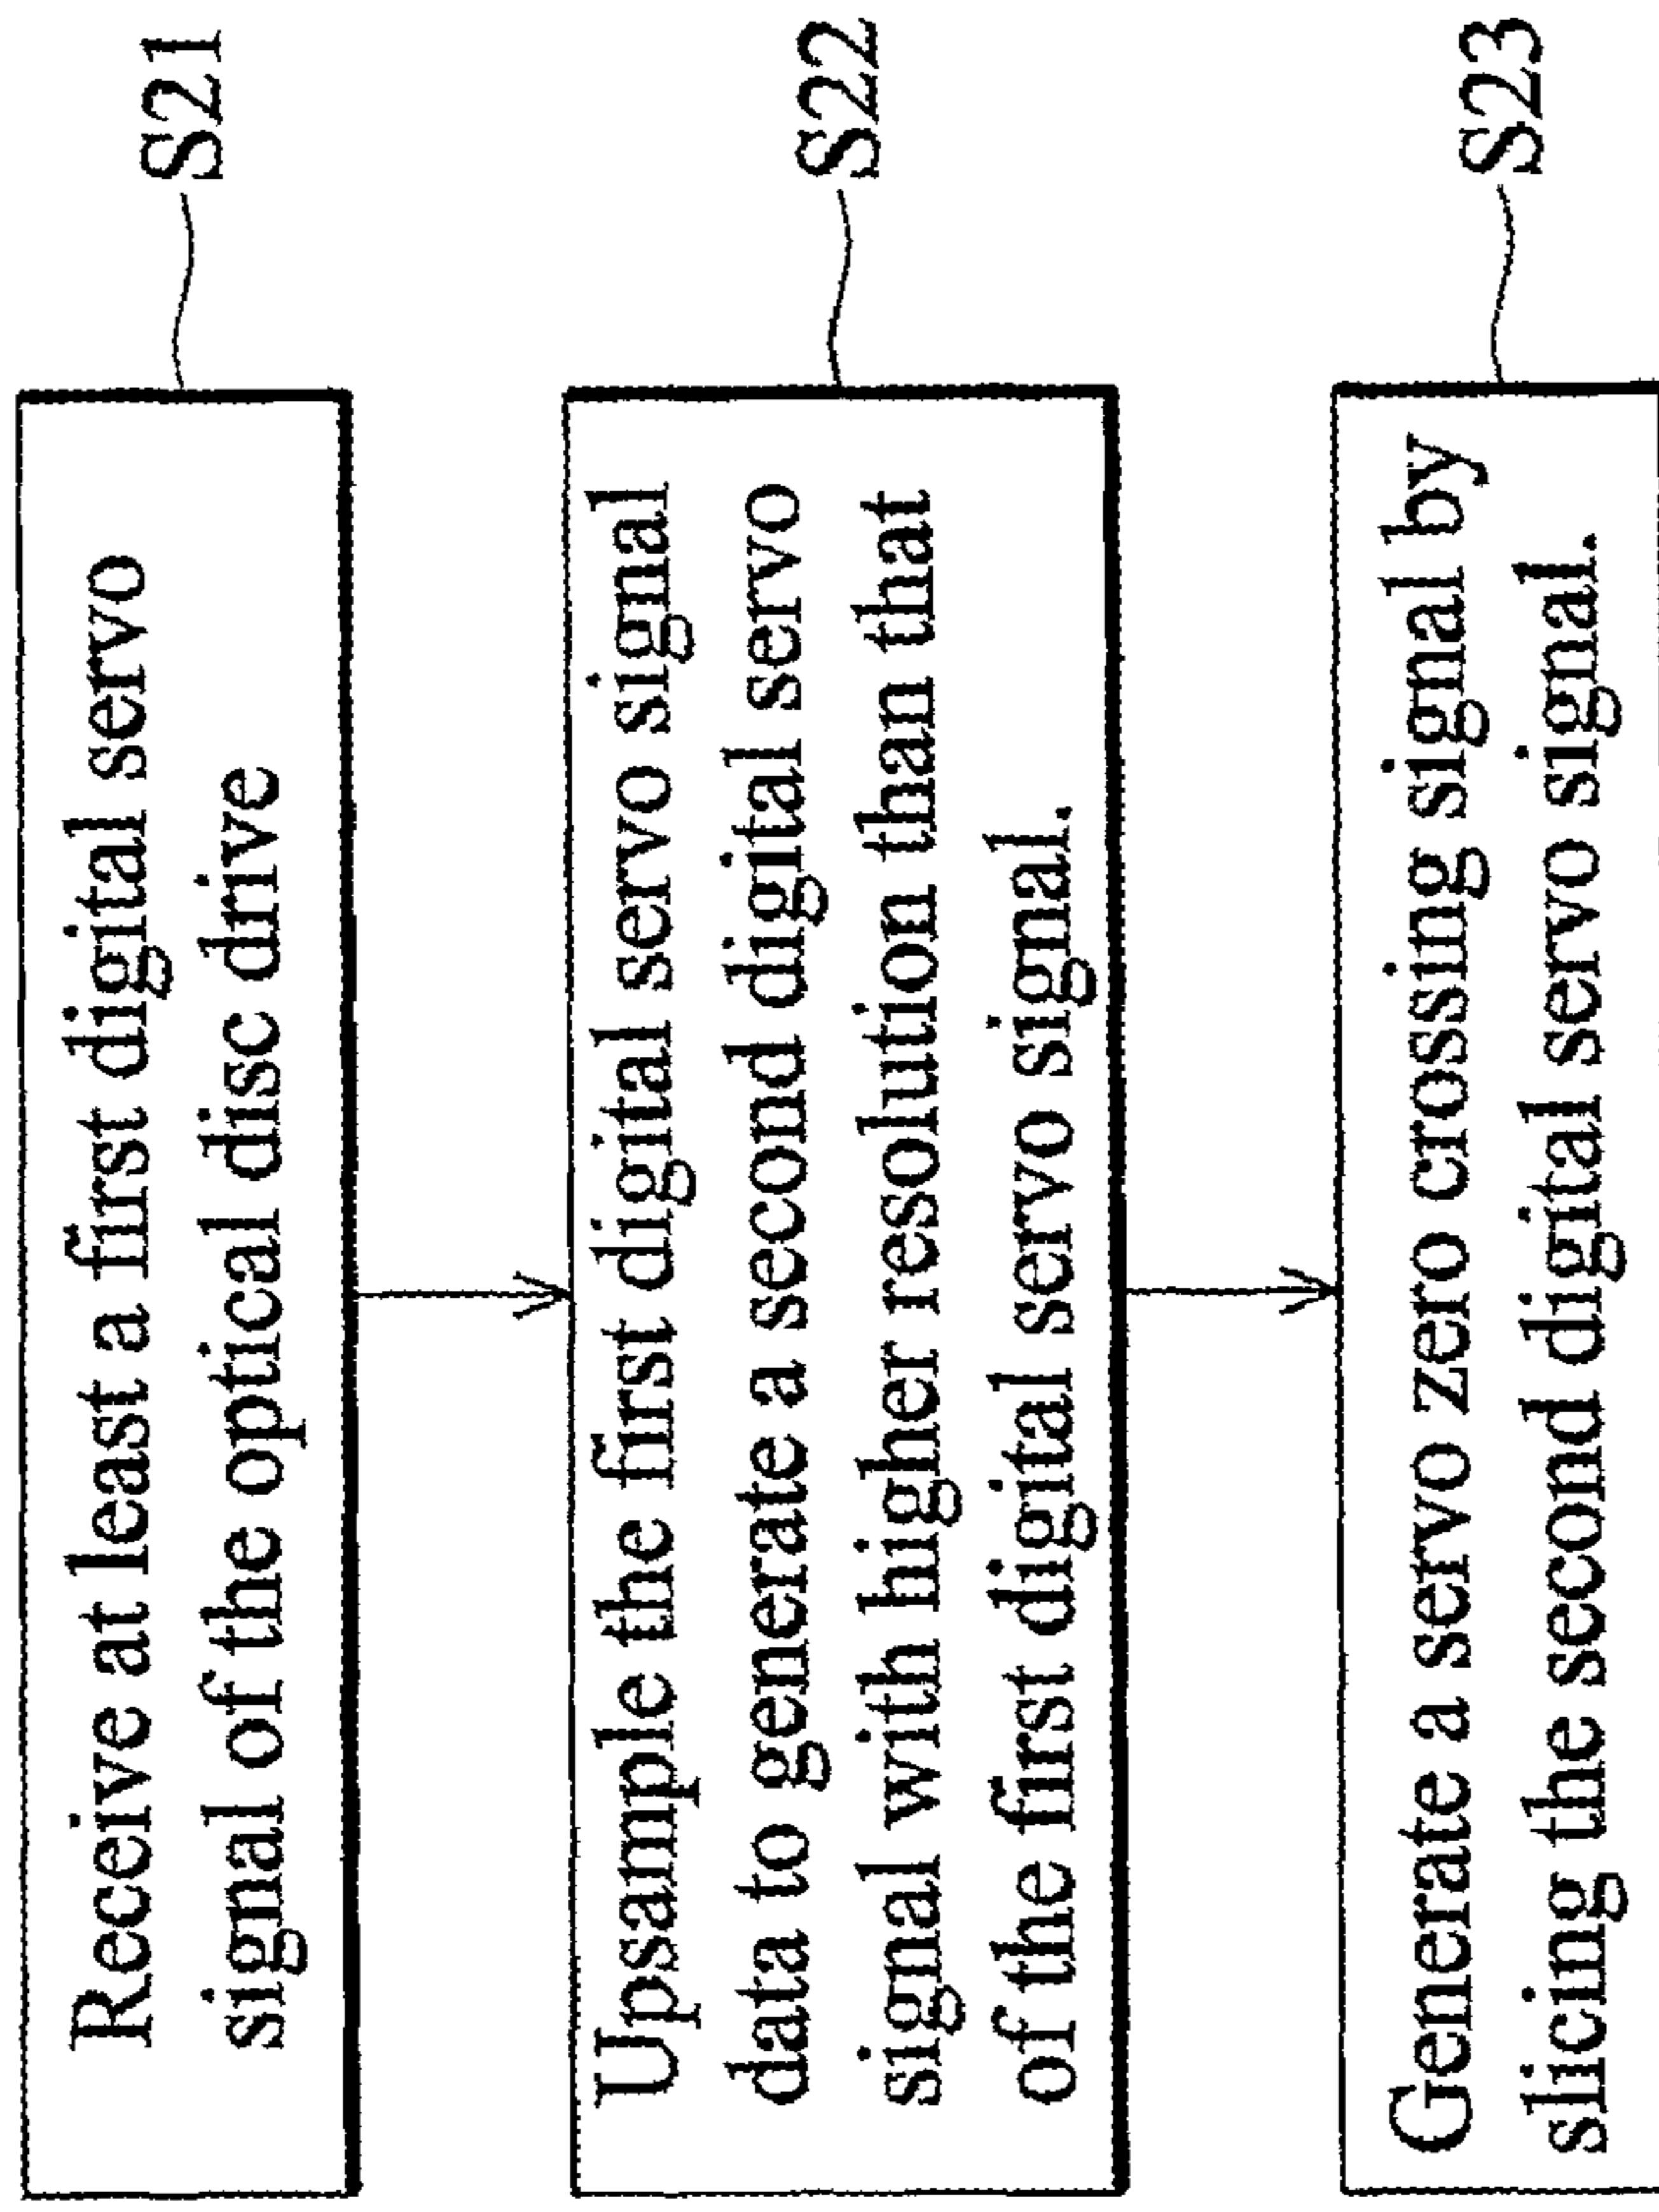 Receive at least a first digital servo
signal of the optical disc drive
S21
Upsample the first digital servo signal
data to generate a second digital servo
signal with higher resolution than that
of the first digital servo signal.
S22
Generate a servo zero crossing signal by
slicing the second digital servo signal.
S23